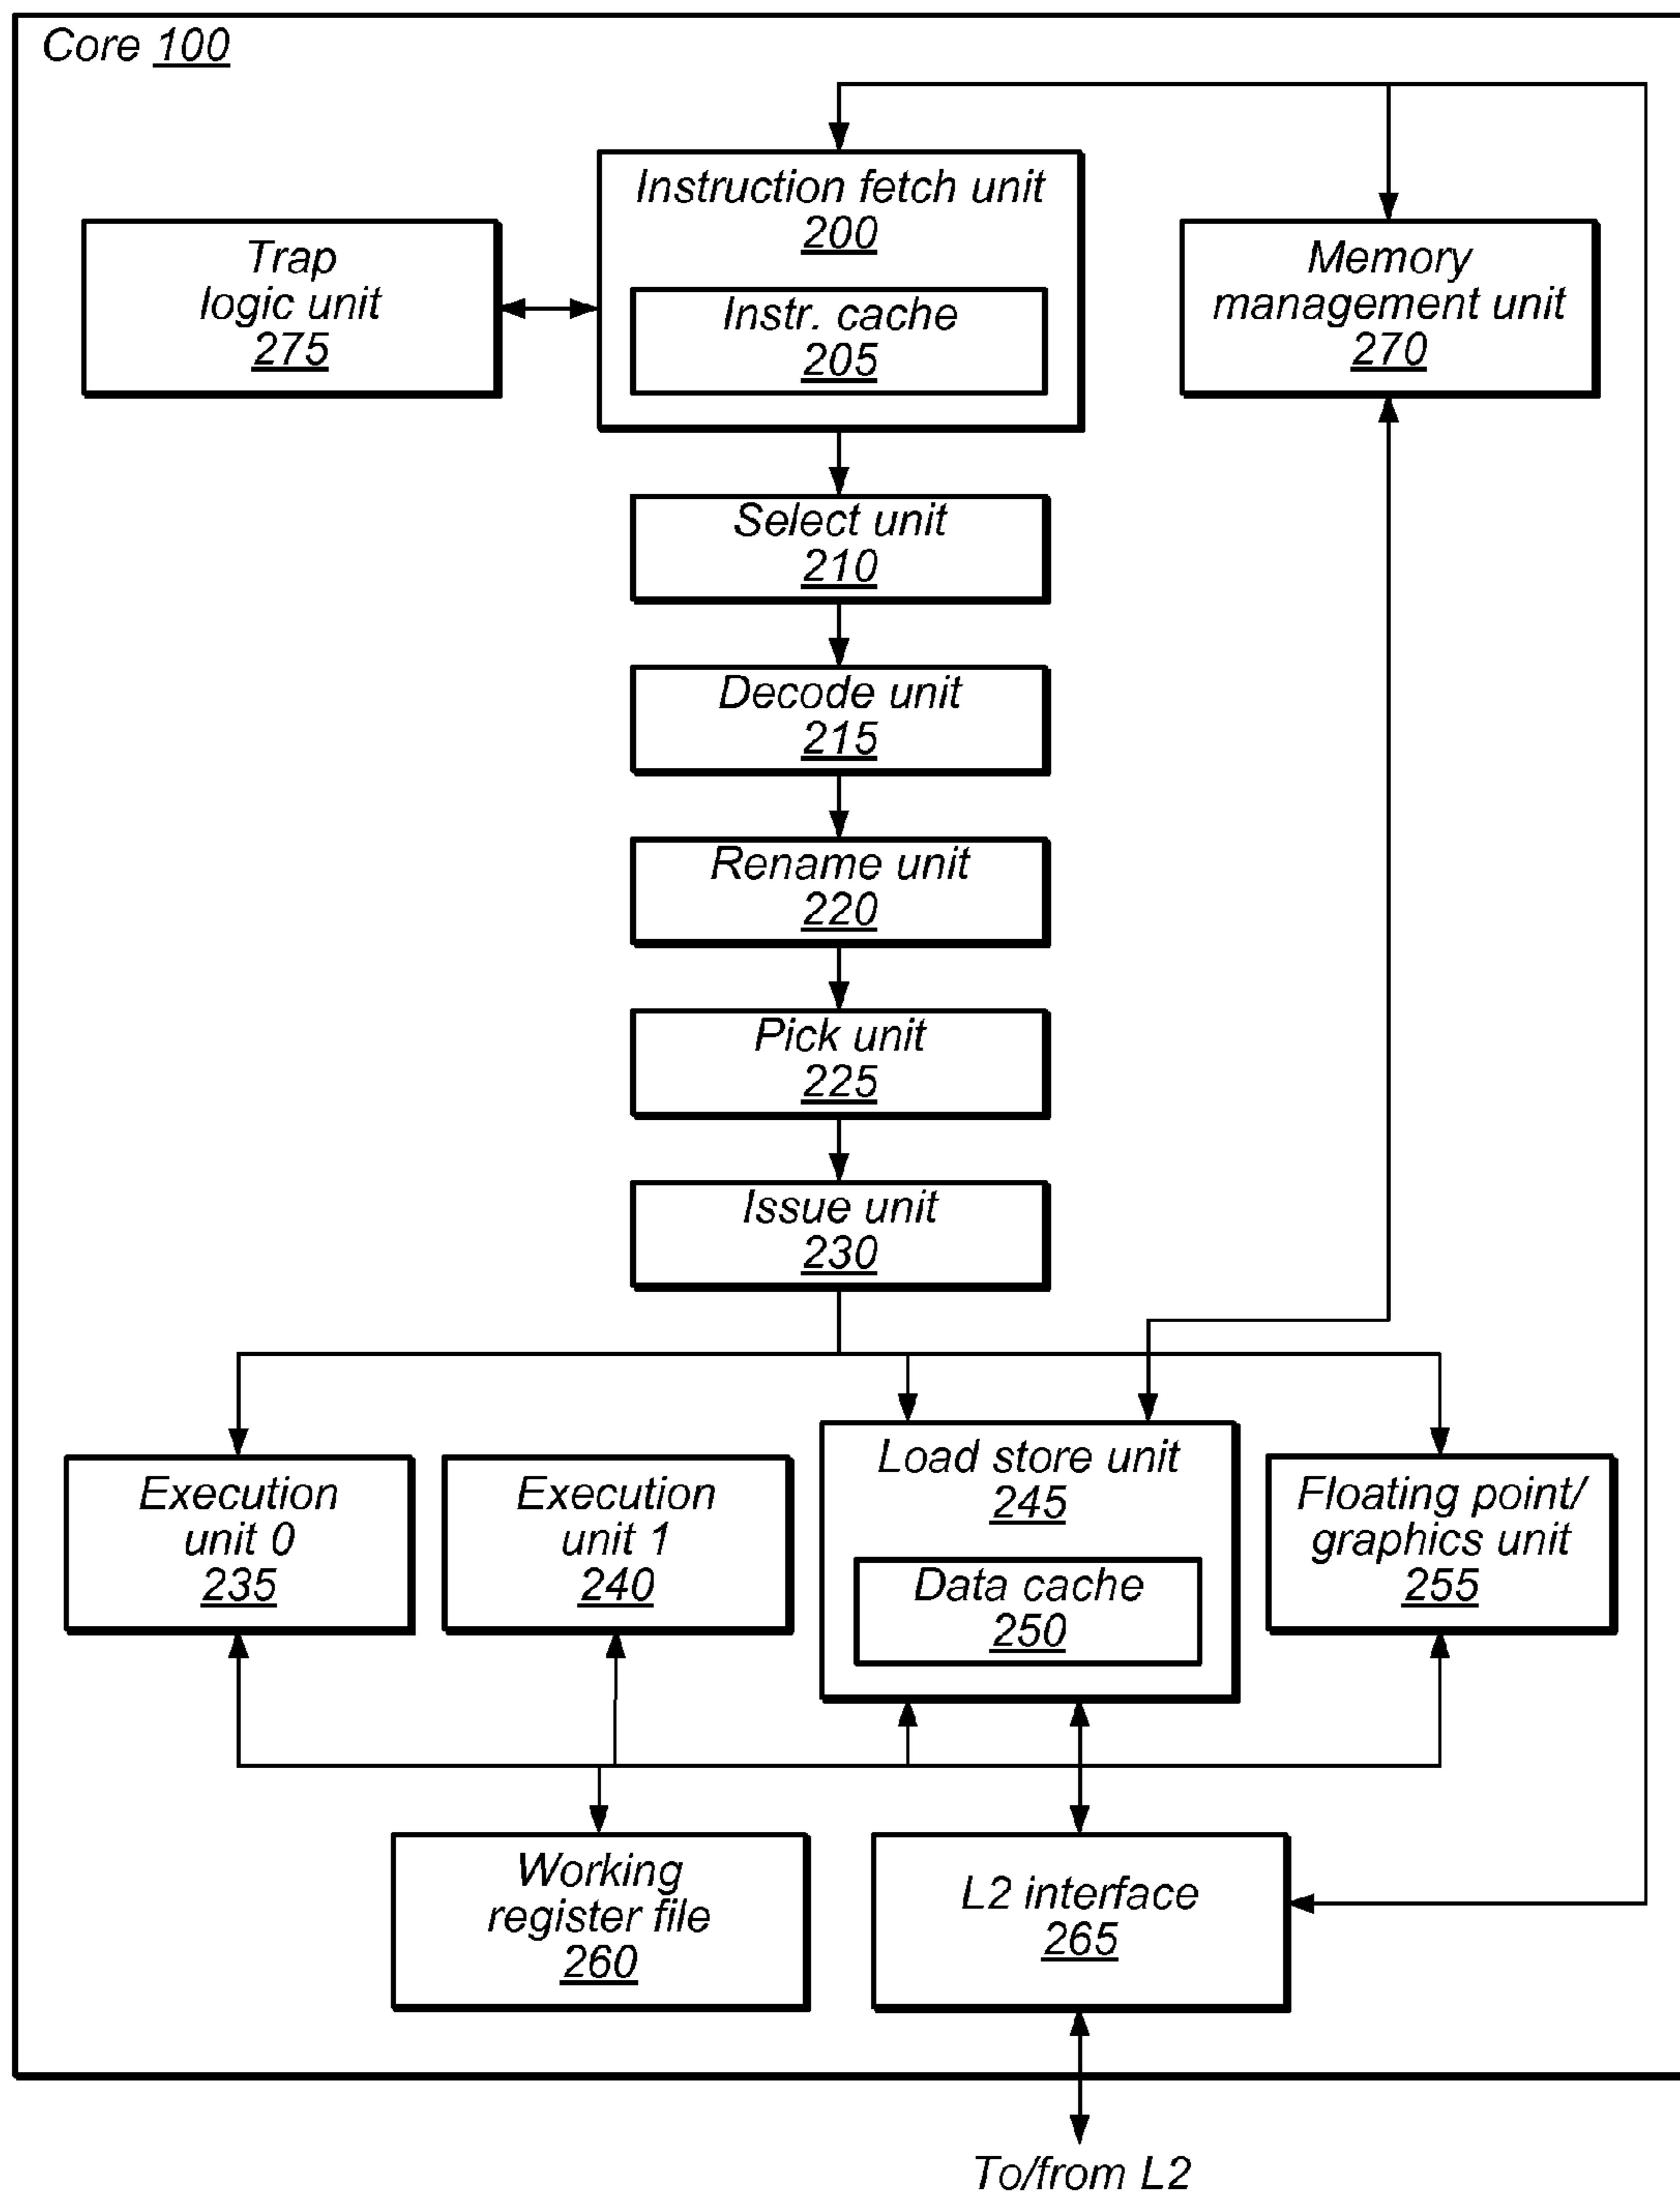 Core 100
Instruction fetch unit
200
Instr. cache
205
Trap
logic unit
275
Memory
management unit
270
Select unit
210
Decode unit
215
Rename unit
220
Pick unit
225
Issue unit
230
Execution
unit 0
235
Execution
unit 1
240
Load store unit
245
Data cache
250
Floating point/
graphics unit
255
Working
register file
260
L2 interface
265
To/from L2